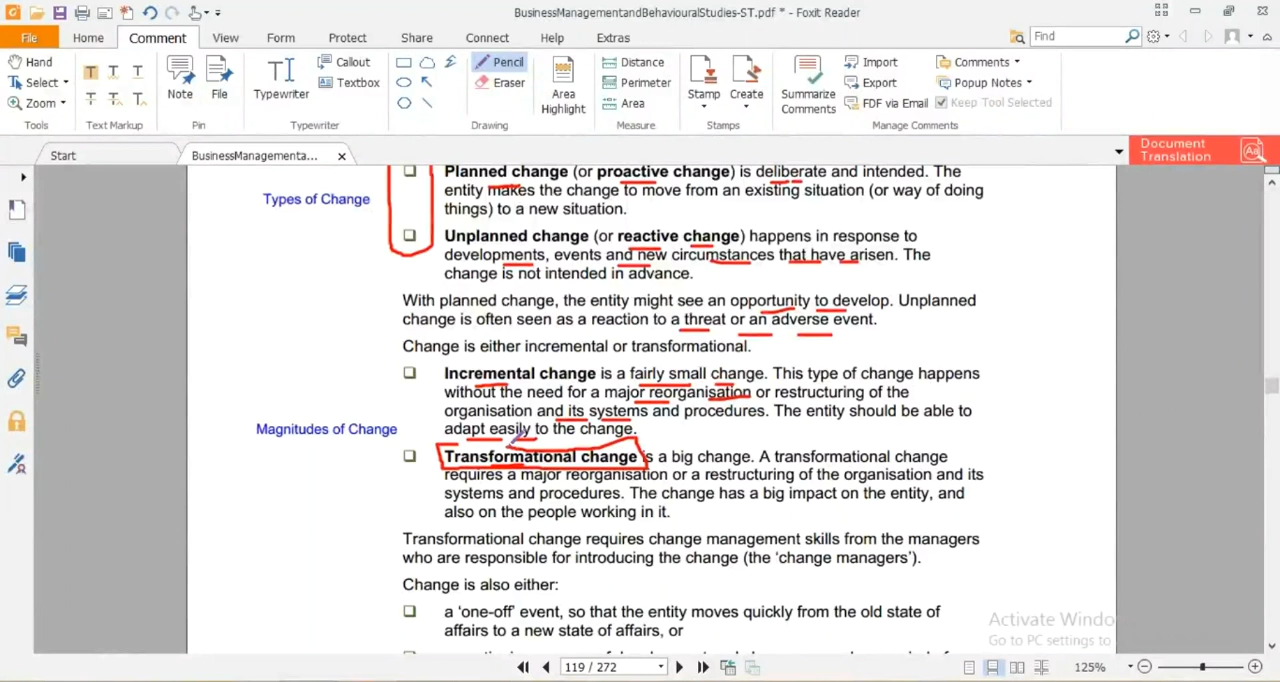 BusinessManagementandBehaviouralStudies-ST.pdf * - Foxit Reader
File Home Comment View Form Protect Share Connect Help Extras Find
Hand
Select
Zoom
Tools
Text Markup
Note
File
Pin
Typewriter
Callout
Textbox
Typewriter
Pencil
Eraser
Area
Highlight
Drawing
Distance
Perimeter
Area
Measure
Stamp
Create
Stamps
Summarize
Comments
Import
Export
FDF via Email
Comments
Popup Notes
Keep Tool Selected
Manage Comments
Start
BusinessManagementa...
Document
Translation
Types of Change
Planned change (or proactive change) is deliberate and intended. The
entity makes the change to move from an existing situation (or way of doing
things) to a new situation.
Unplanned change (or reactive change) happens in response to
developments, events and new circumstances that have arisen. The
change is not intended in advance.
With planned change, the entity might see an opportunity to develop. Unplanned
change is often seen as a reaction to a threat or an adverse event.
Change is either incremental or transformational.
Magnitudes of Change
Incremental change is a fairly small change. This type of change happens
without the need for a major reorganisation or restructuring of the
organisation and its systems and procedures. The entity should be able to
adapt easily to the change.
Transformational change is a big change. A transformational change
requires a major reorganisation or a restructuring of the organisation and its
systems and procedures. The change has a big impact on the entity, and
also on the people working in it.
Transformational change requires change management skills from the managers
who are responsible for introducing the change (the ‘change managers’).
Change is also either:
a ‘one-off’ event, so that the entity moves quickly from the old state of
affairs to a new state of affairs, or
Activate Windo
Go to PC settings to
119 / 272
125%